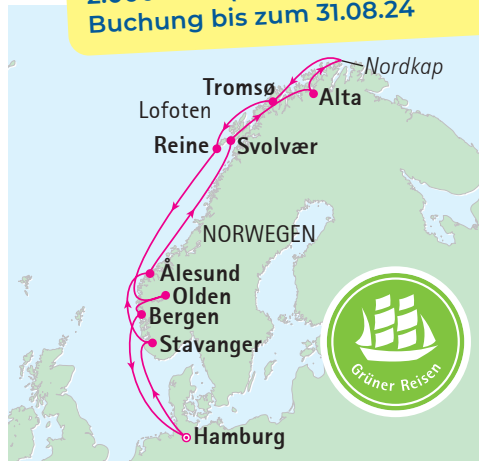 Buchung bis zum 31.08.24
Nordkap
Tromsø
Alta
Lofoten
Reine
Svolvær
NORWEGEN
Ålesund
Olden
Bergen
Stavanger
Grüner Reisen
Hamburg